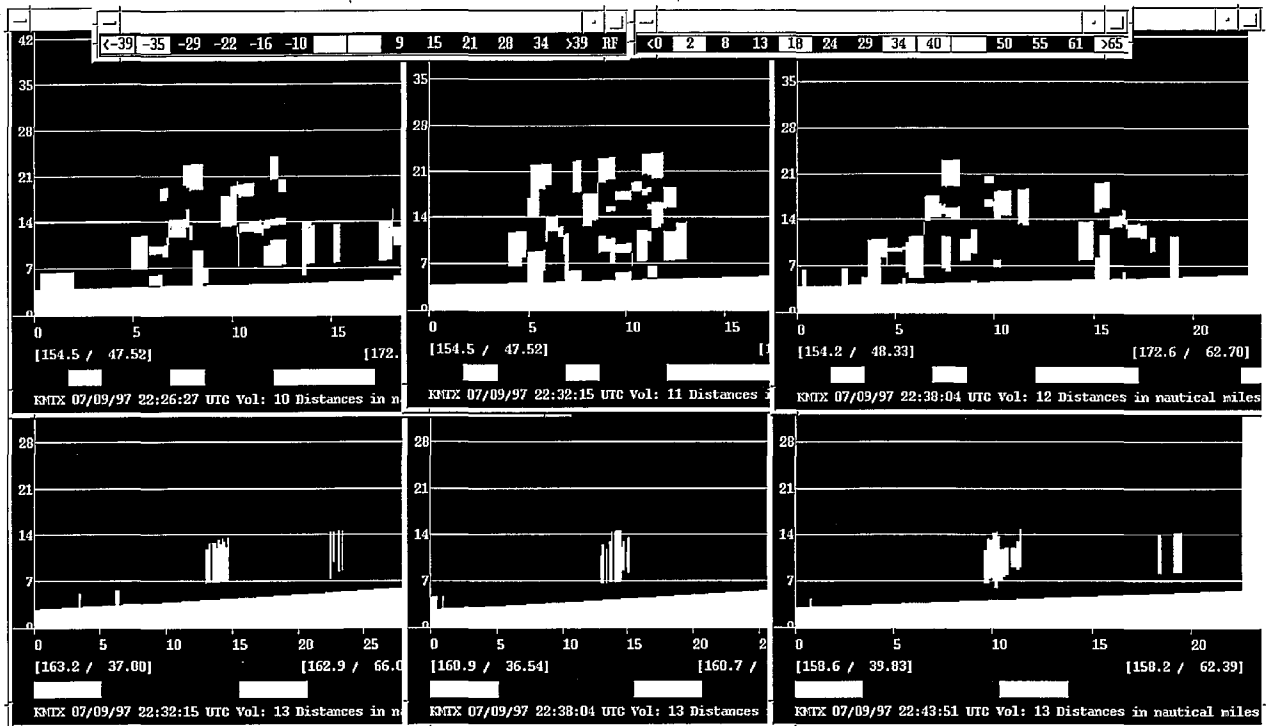 <-39 -35 -29 -22 -16 -10 9 15 21 28 34 >39 RF
<0 2 8 13 18 24 29 34 40 50 55 61 >65
42
35
28
21
14
7
0
0 5 10 15
[154.5 / 47.52] [172.
KMTX 07/09/97 22:26:27 UTC Vol: 10 Distances in n
35
28
21
14
7
0
0 5 10 15
[154.5 / 47.52] [1
KMTX 07/09/97 22:32:15 UTC Vol: 11 Distances i
35
28
21
14
7
0
0 5 10 15 20
[154.2 / 48.33] [172.6 / 62.70]
KMTX 07/09/97 22:38:04 UTC Vol: 12 Distances in nautical miles
28
21
14
7
0
0 5 10 15 20 25
[163.2 / 37.00] [162.9 / 66.0
KMTX 07/09/97 22:32:15 UTC Vol: 13 Distances in n
28
21
14
7
0
0 5 10 15 20 2
[160.9 / 36.54] [160.7 /
KMTX 07/09/97 22:38:04 UTC Vol: 13 Distances i
28
21
14
7
0
0 5 10 15 20
[158.6 / 39.83] [158.2 / 62.39]
KMTX 07/09/97 22:43:51 UTC Vol: 13 Distances in nautical miles